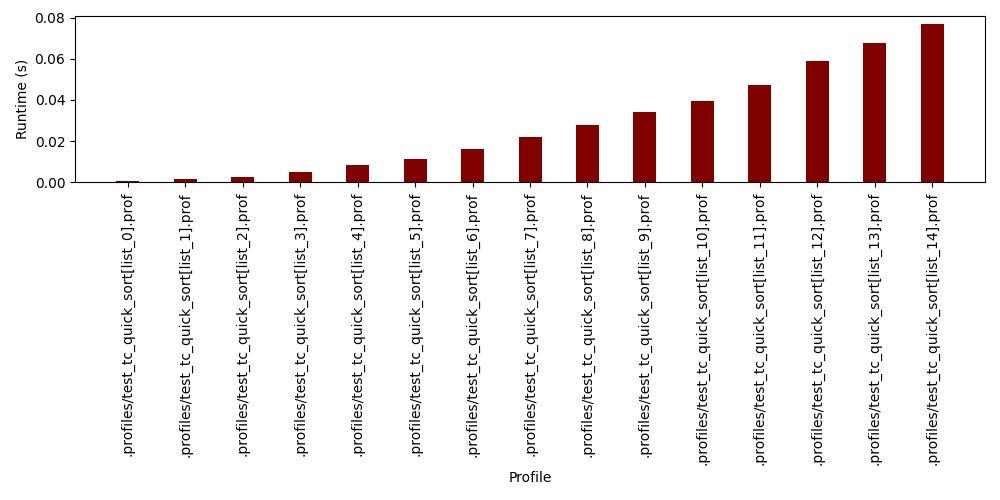 Runtime (s)
0.08
0.06
0.04
0.02
0.00
.profiles/test_tc_quick_sort[list_0].prof
.profiles/test_tc_quick_sort[list_1].prof
.profiles/test_tc_quick_sort[list_2].prof
.profiles/test_tc_quick_sort[list_3].prof
.profiles/test_tc_quick_sort[list_4].prof
.profiles/test_tc_quick_sort[list_5].prof
.profiles/test_tc_quick_sort[list_6].prof
.profiles/test_tc_quick_sort[list_7].prof
.profiles/test_tc_quick_sort[list_8].prof
.profiles/test_tc_quick_sort[list_9].prof
.profiles/test_tc_quick_sort[list_10].prof
.profiles/test_tc_quick_sort[list_11].prof
.profiles/test_tc_quick_sort[list_12].prof
.profiles/test_tc_quick_sort[list_13].prof
.profiles/test_tc_quick_sort[list_14].prof
Profile